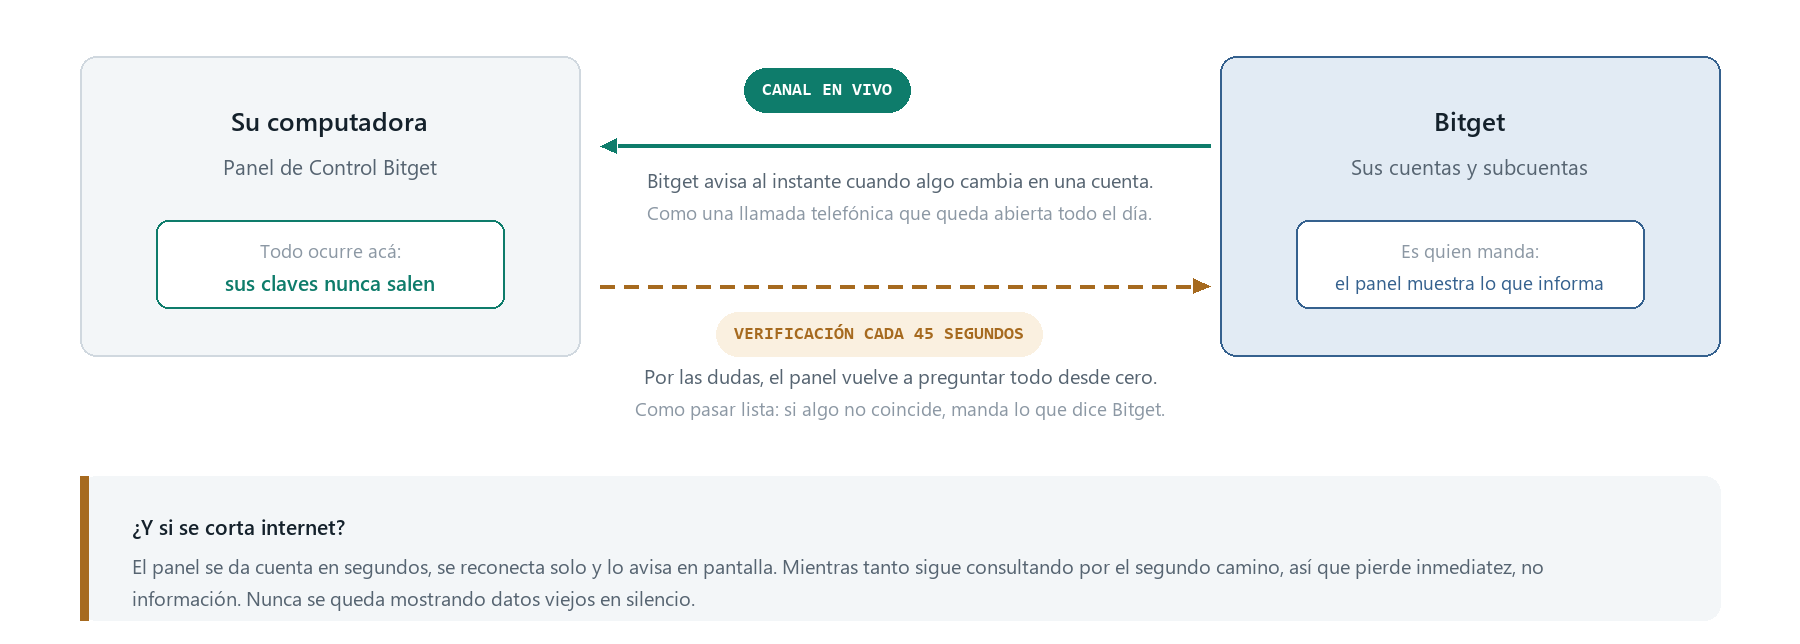 Su computadora
Panel de Control Bitget
Todo ocurre acá:
sus claves nunca salen
CANAL EN VIVO
Bitget avisa al instante cuando algo cambia en una cuenta.
Como una llamada telefónica que queda abierta todo el día.
VERIFICACIÓN CADA 45 SEGUNDOS
Por las dudas, el panel vuelve a preguntar todo desde cero.
Como pasar lista: si algo no coincide, manda lo que dice Bitget.
Bitget
Sus cuentas y subcuentas
Es quien manda:
el panel muestra lo que informa
¿Y si se corta internet?
El panel se da cuenta en segundos, se reconecta solo y lo avisa en pantalla. Mientras tanto sigue consultando por el segundo camino, así que pierde inmediatez, no
información. Nunca se queda mostrando datos viejos en silencio.